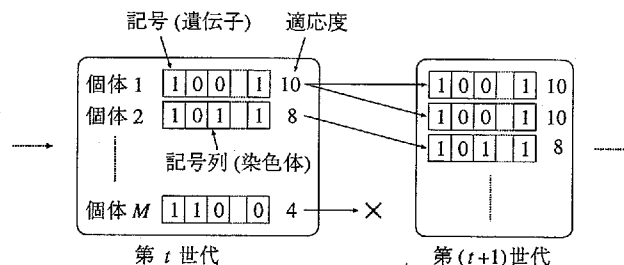 記号(遺伝子) 適応度
個体 1 1 0 0 1 10
個体 2 1 0 1 1 8
記号列(染色体)
個体 M 1 1 0 0 4 ×
第 t 世代
1 0 0 1 10
1 0 0 1 10
1 0 1 1 8
第 (t+1) 世代